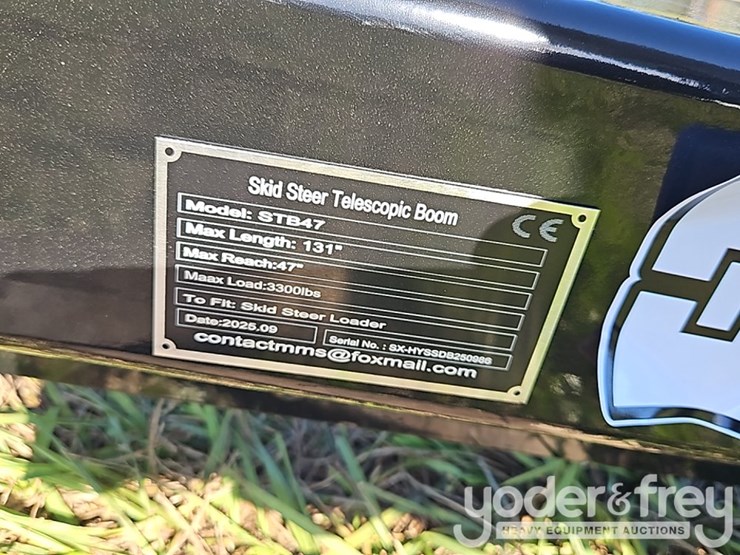 Skid Steer Telescopic Boom
CE
Model: STB47
Max Length: 131"
Max Reach:47"
Maax Load:3300lbs
To Fit: Skid Steer Loader
Date:2025.09
Serial No. : SX-HYSSDB250988
contactmms@foxmail.com
yoder&frey
HEAVY EQUIPMENT AUCTIONS